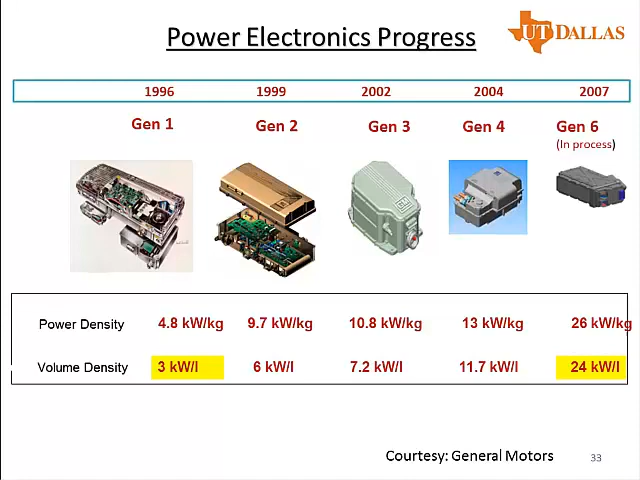 Power Electronics Progress
UT DALLAS
1996 1999 2002 2004 2007
Gen 1 Gen 2 Gen 3 Gen 4 Gen 6
(In process)
Power Density 4.8 kW/kg 9.7 kW/kg 10.8 kW/kg 13 kW/kg 26 kW/kg
Volume Density 3 kW/l 6 kW/l 7.2 kW/l 11.7 kW/l 24 kW/l
Courtesy: General Motors 33